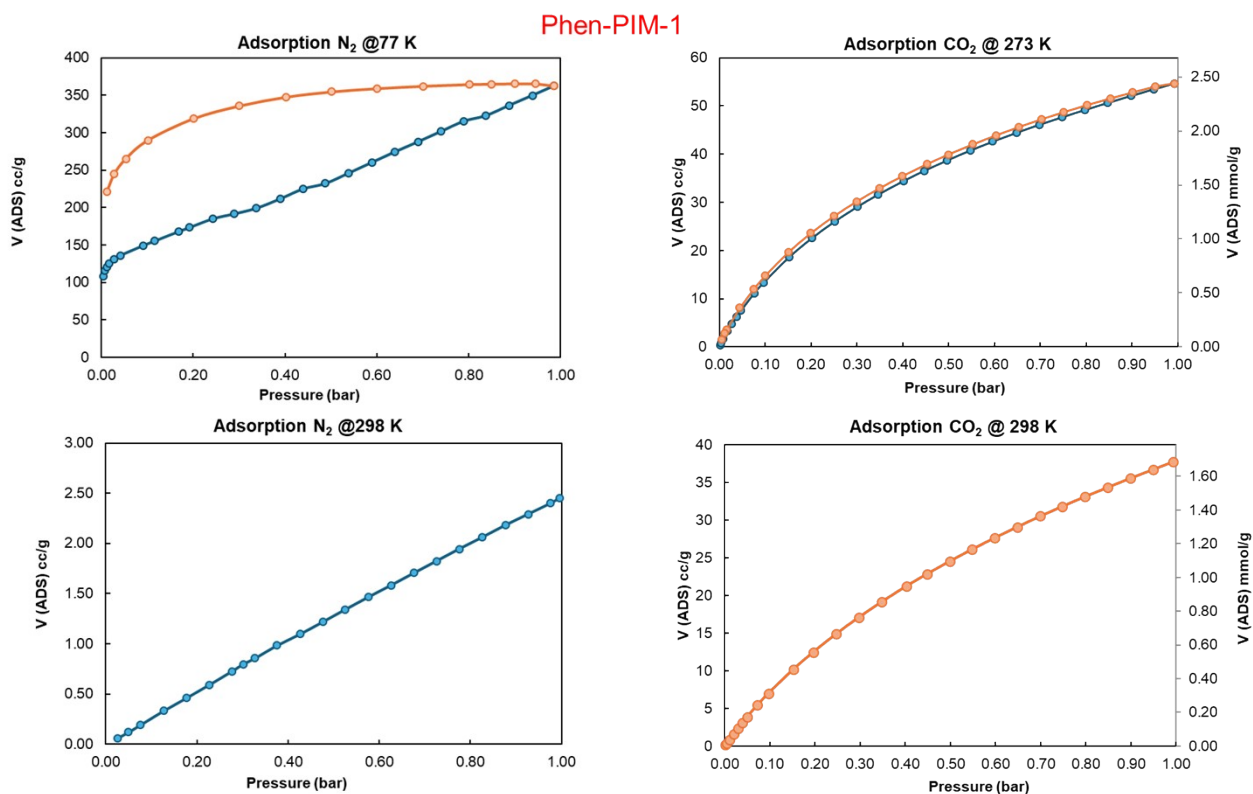 Phen-PIM-1
Adsorption N₂ @77 K
V (ADS) cc/g
400
350
300
250
200
150
100
50
0
0.00 0.20 0.40 0.60 0.80 1.00
Pressure (bar)
Adsorption CO₂ @ 273 K
V (ADS) cc/g
60
50
40
30
20
10
0
0.00 0.10 0.20 0.30 0.40 0.50 0.60 0.70 0.80 0.90 1.00
Pressure (bar)
2.50
2.00
1.50
1.00
0.50
0.00
V (ADS) mmol/g
Adsorption N₂ @298 K
V (ADS) cc/g
3.00
2.50
2.00
1.50
1.00
0.50
0.00
0.00 0.20 0.40 0.60 0.80 1.00
Pressure (bar)
Adsorption CO₂ @ 298 K
V (ADS) cc/g
40
35
30
25
20
15
10
5
0
0.00 0.10 0.20 0.30 0.40 0.50 0.60 0.70 0.80 0.90 1.00
Pressure (bar)
1.60
1.40
1.20
1.00
0.80
0.60
0.40
0.20
0.00
V (ADS) mmol/g